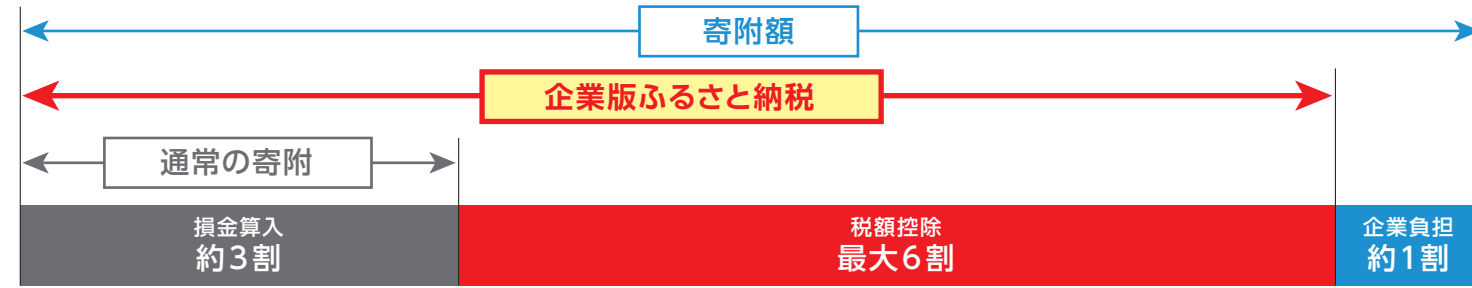 寄附額
企業版ふるさと納税
通常の寄附
損金算入
約3割
税額控除
最大6割
企業負担
約1割